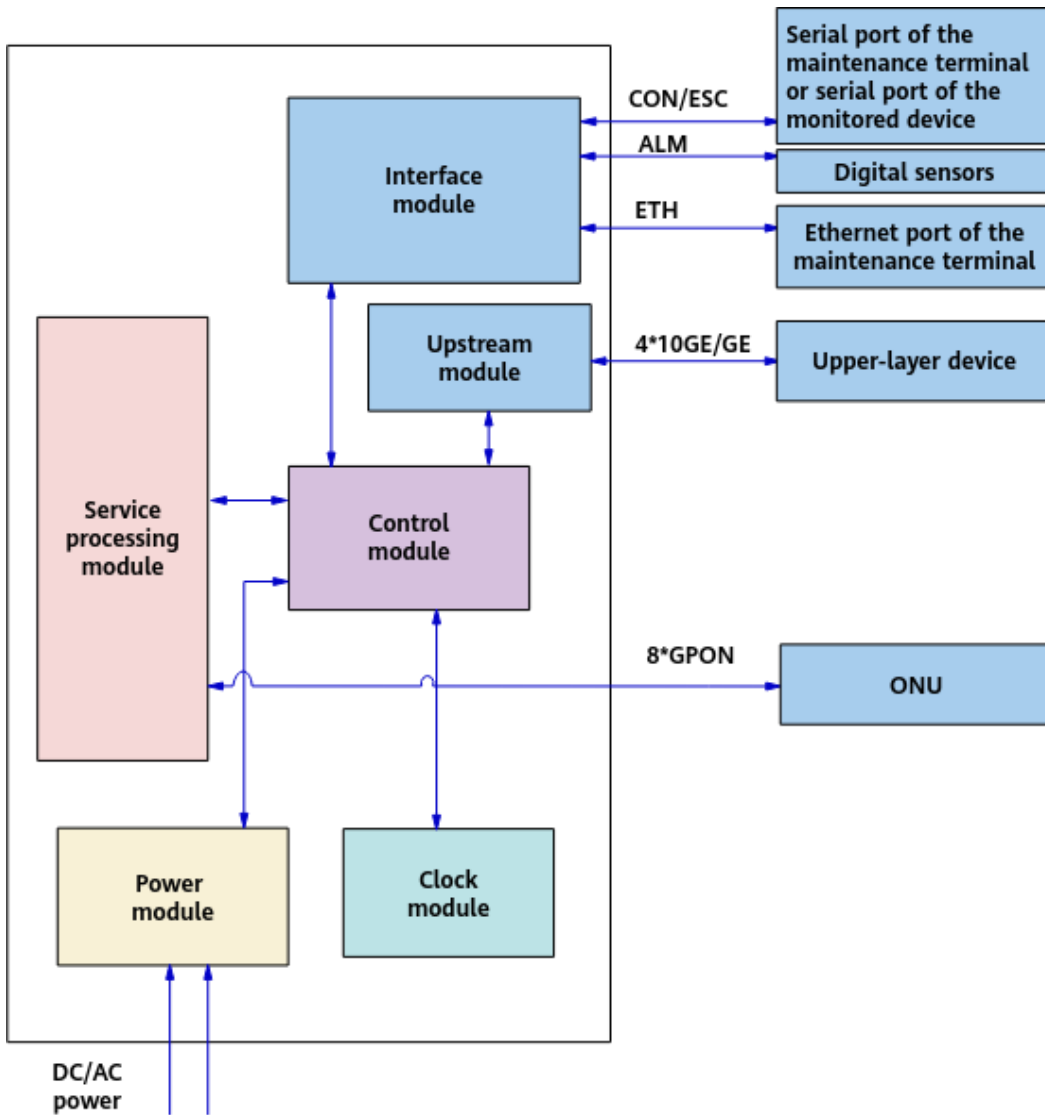 Serial port of the
maintenance terminal
or serial port of the
monitored device
CON/ESC
ALM
Digital sensors
Interface
module
ETH
Ethernet port of the
maintenance terminal
Upstream
module
4*10GE/GE
Upper-layer device
Service
processing
module
Control
module
8*GPON
ONU
Power
module
Clock
module
DC/AC
power